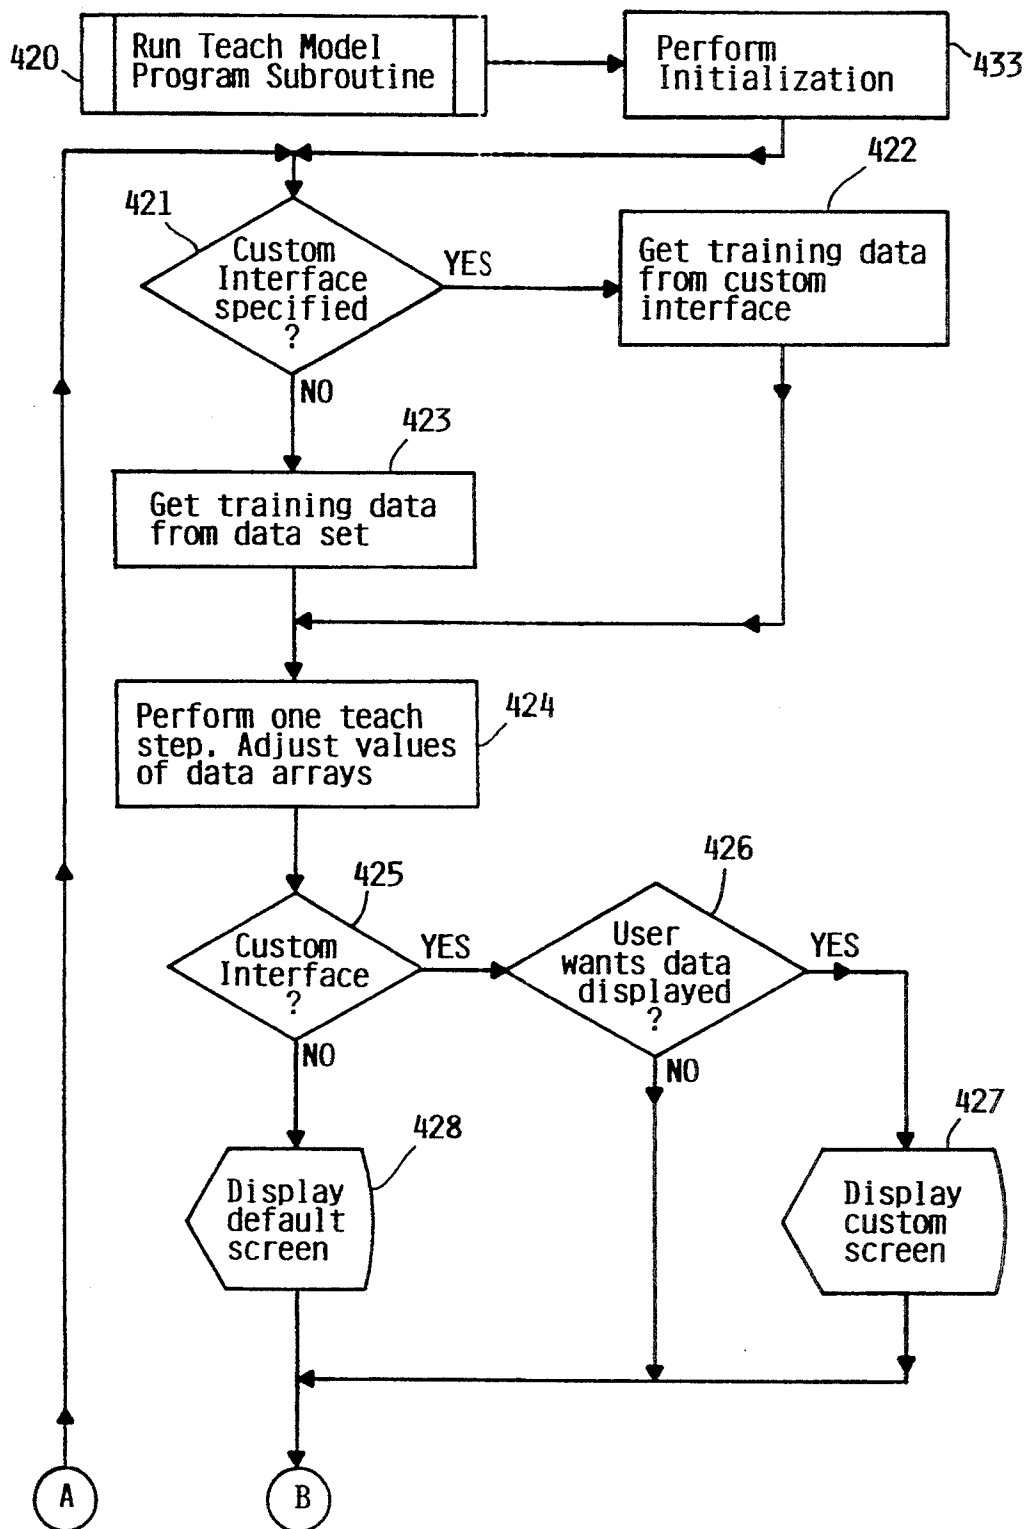 420
Run Teach Model
Program Subroutine
Perform
Initialization
433
422
421
Custom
Interface
specified
?
YES
Get training data
from custom
interface
NO
423
Get training data
from data set
Perform one teach
step. Adjust values
of data arrays
424
425
426
Custom
Interface
?
YES
User
wants data
displayed
?
YES
NO
NO
428
427
Display
default
screen
Display
custom
screen
A
B